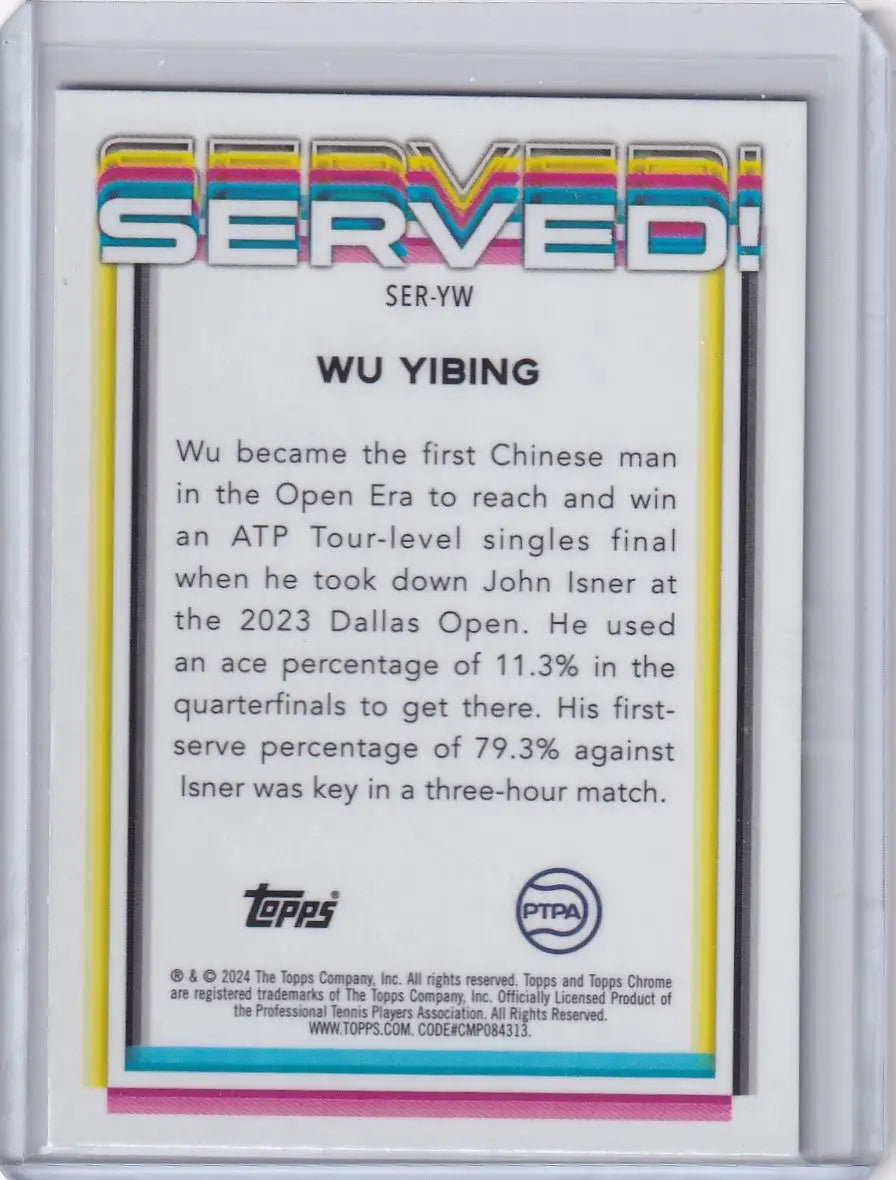 SERVED!
SER-YW
WU YIBING
Wu became the first Chinese man
in the Open Era to reach and win
an ATP Tour-level singles final
when he took down John Isner at
the 2023 Dallas Open. He used
an ace percentage of 11.3% in the
quarterfinals to get there. His first-
serve percentage of 79.3% against
Isner was key in a three-hour match.
topps®
PTPA
® & © 2024 The Topps Company, Inc. All rights reserved. Topps and Topps Chrome
are registered trademarks of The Topps Company, Inc. Officially Licensed Product of
the Professional Tennis Players Association. All Rights Reserved.
WWW.TOPPS.COM. CODE#CMP084313.